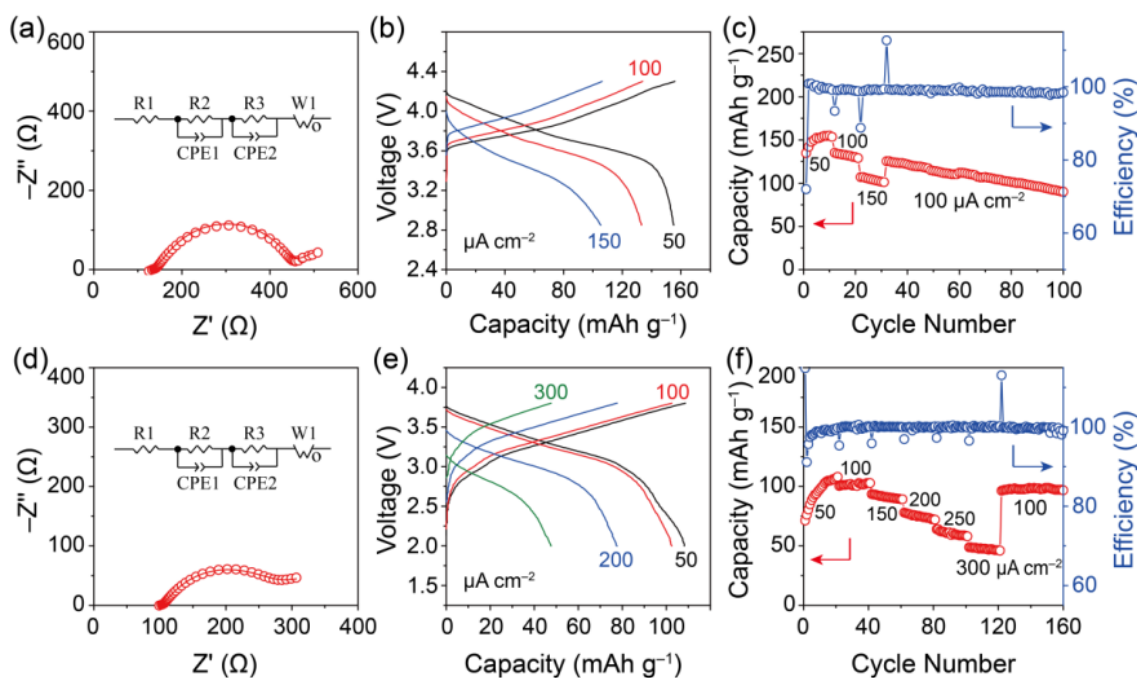 (a)
600
400
200
0
0 200 400 600
–Z'' (Ω)
Z' (Ω)
R1 R2 R3 W1
CPE1 CPE2
(b)
4.8
4.2
3.6
3.0
2.4
0 40 80 120 160
Voltage (V)
Capacity (mAh g⁻¹)
100
150
50
μA cm⁻²
(c)
250
200
150
100
50
0
0 20 40 60 80 100
Capacity (mAh g⁻¹)
Cycle Number
100
80
60
Efficiency (%)
50
100
150
100 μA cm⁻²
(d)
400
300
200
100
0
0 100 200 300 400
–Z'' (Ω)
Z' (Ω)
R1 R2 R3 W1
CPE1 CPE2
(e)
4.0
3.5
3.0
2.5
2.0
1.5
0 20 40 60 80 100 120
Voltage (V)
Capacity (mAh g⁻¹)
300
100
200
50
μA cm⁻²
(f)
200
150
100
50
0
0 40 80 120 160
Capacity (mAh g⁻¹)
Cycle Number
100
80
60
Efficiency (%)
50
100
150
200
250
300 μA cm⁻²
100